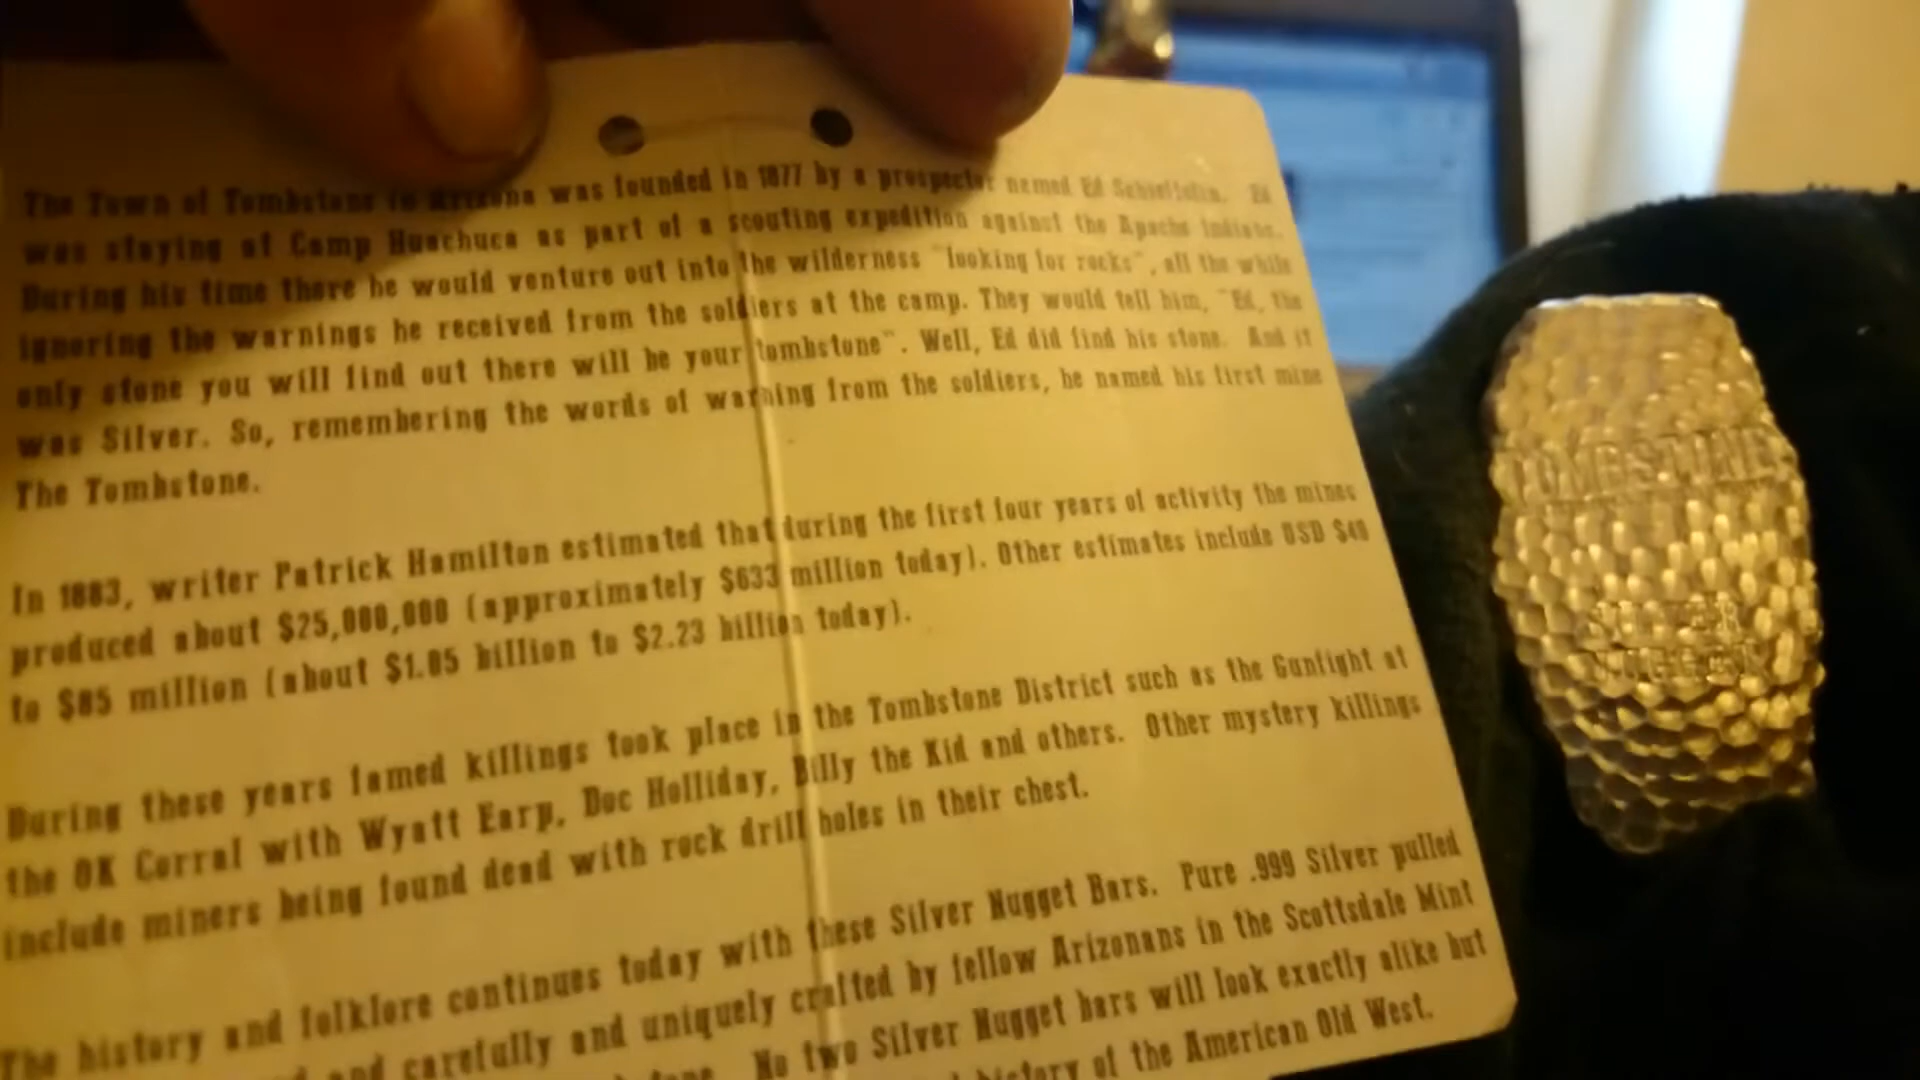 The Town of Tombstone in Arizona was founded in 1877 by a prospector named Ed Schieffelin. Ed
was staying at Camp Huachuca as part of a scouting expedition against the Apache Indians.
During his time there he would venture out into the wilderness "looking for rocks", all the while
ignoring the warnings he received from the soldiers at the camp. They would tell him, "Ed, the
only stone you will find out there will be your tombstone". Well, Ed did find his stone. And it
was Silver. So, remembering the words of warning from the soldiers, he named his first mine
The Tombstone.
In 1883, writer Patrick Hamilton estimated that during the first four years of activity the mines
produced about $25,000,000 (approximately $633 million today). Other estimates include USD $40
to $85 million (about $1.05 billion to $2.23 billion today).
During these years famed killings took place in the Tombstone District such as the Gunfight at
the OK Corral with Wyatt Earp, Doc Holliday, Billy the Kid and others. Other mystery killings
include miners being found dead with rock drill holes in their chest.
The history and folklore continues today with these Silver Nugget Bars. Pure .999 Silver pulled
and carefully and uniquely crafted by fellow Arizonans in the Scottsdale Mint
No two Silver Nugget bars will look exactly alike but
history of the American Old West.
TOMBSTONE
SILVER
NUGGET